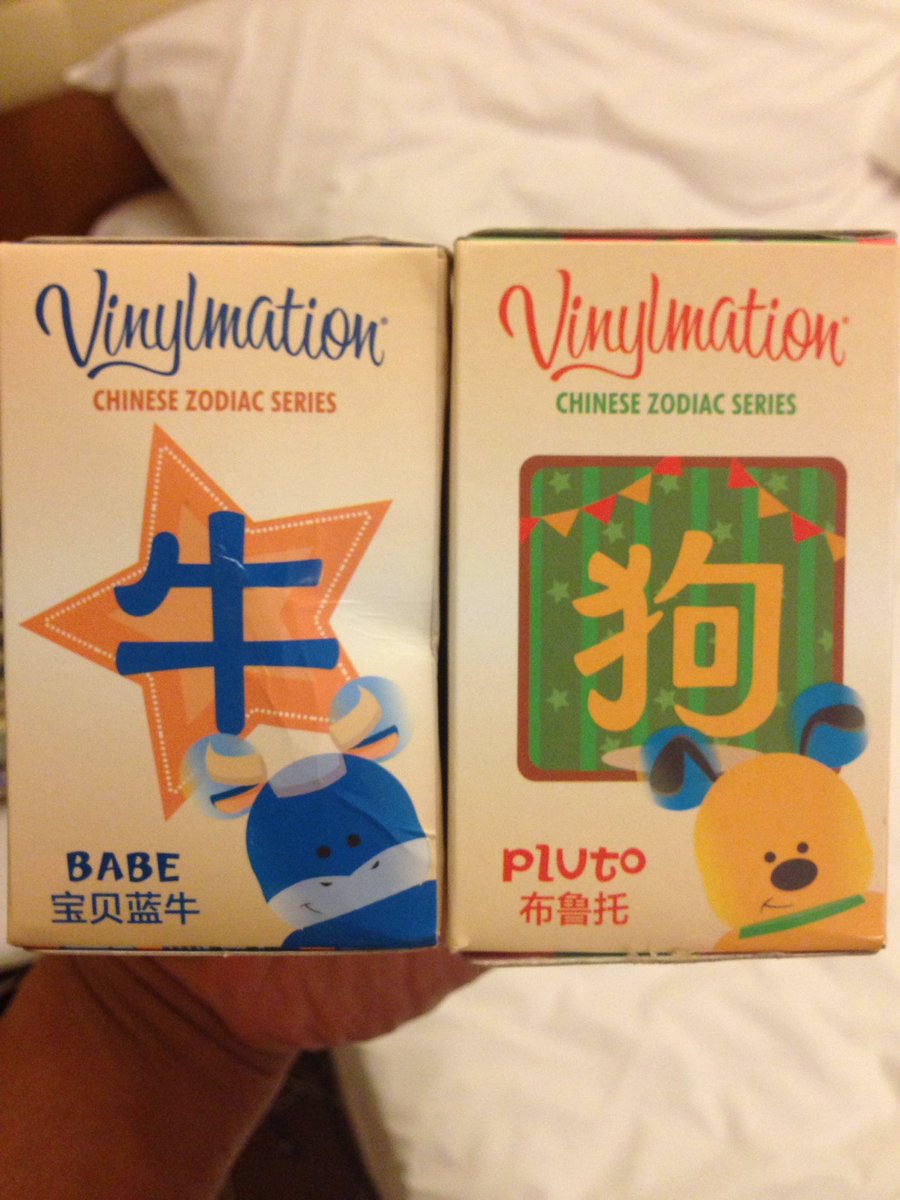 Vinylmation®
CHINESE ZODIAC SERIES
牛
BABE
宝贝蓝牛
Vinylmation®
CHINESE ZODIAC SERIES
狗
PLUTO
布鲁托